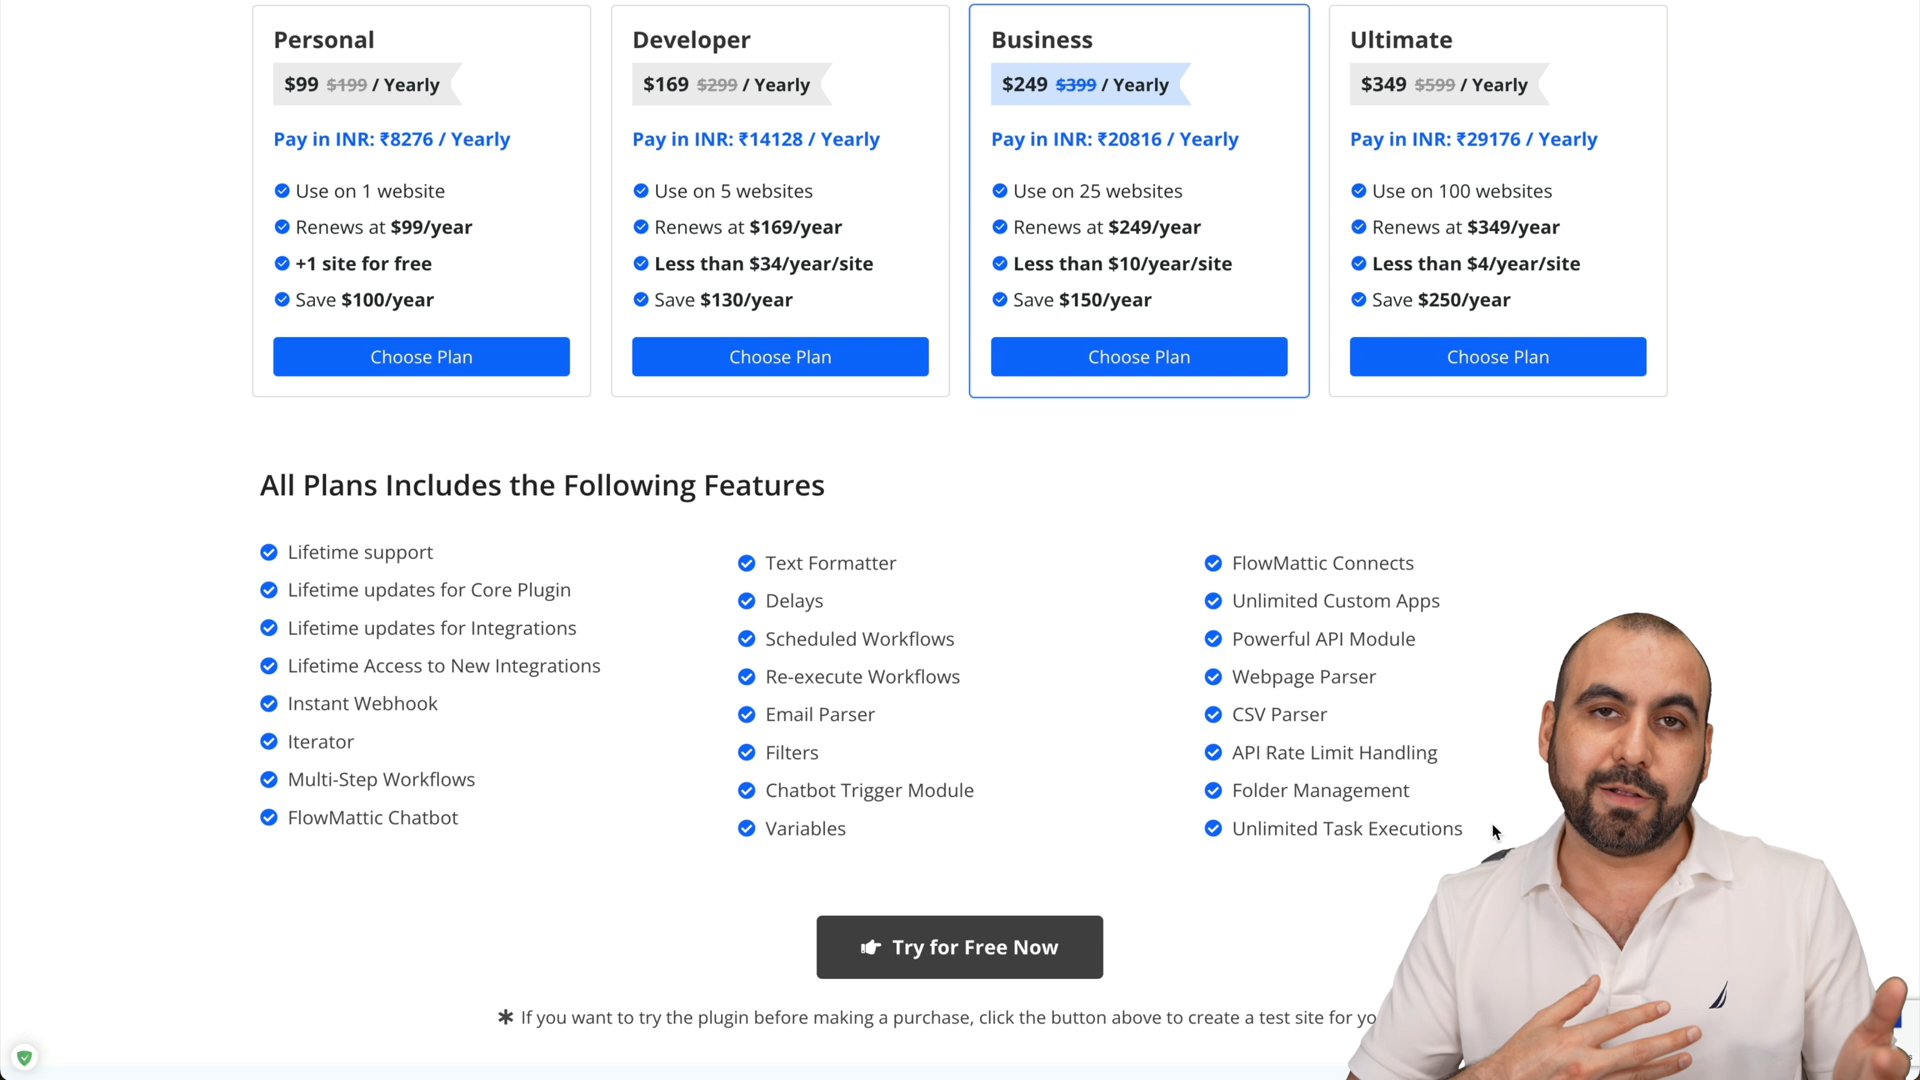 Personal
$99 $199 / Yearly
Pay in INR: ₹8276 / Yearly
Use on 1 website
Renews at $99/year
+1 site for free
Save $100/year
Choose Plan
Developer
$169 $299 / Yearly
Pay in INR: ₹14128 / Yearly
Use on 5 websites
Renews at $169/year
Less than $34/year/site
Save $130/year
Choose Plan
Business
$249 $399 / Yearly
Pay in INR: ₹20816 / Yearly
Use on 25 websites
Renews at $249/year
Less than $10/year/site
Save $150/year
Choose Plan
Ultimate
$349 $599 / Yearly
Pay in INR: ₹29176 / Yearly
Use on 100 websites
Renews at $349/year
Less than $4/year/site
Save $250/year
Choose Plan
All Plans Includes the Following Features
Lifetime support
Lifetime updates for Core Plugin
Lifetime updates for Integrations
Lifetime Access to New Integrations
Instant Webhook
Iterator
Multi-Step Workflows
FlowMattic Chatbot
Text Formatter
Delays
Scheduled Workflows
Re-execute Workflows
Email Parser
Filters
Chatbot Trigger Module
Variables
FlowMattic Connects
Unlimited Custom Apps
Powerful API Module
Webpage Parser
CSV Parser
API Rate Limit Handling
Folder Management
Unlimited Task Executions
Try for Free Now
* If you want to try the plugin before making a purchase, click the button above to create a test site for yo